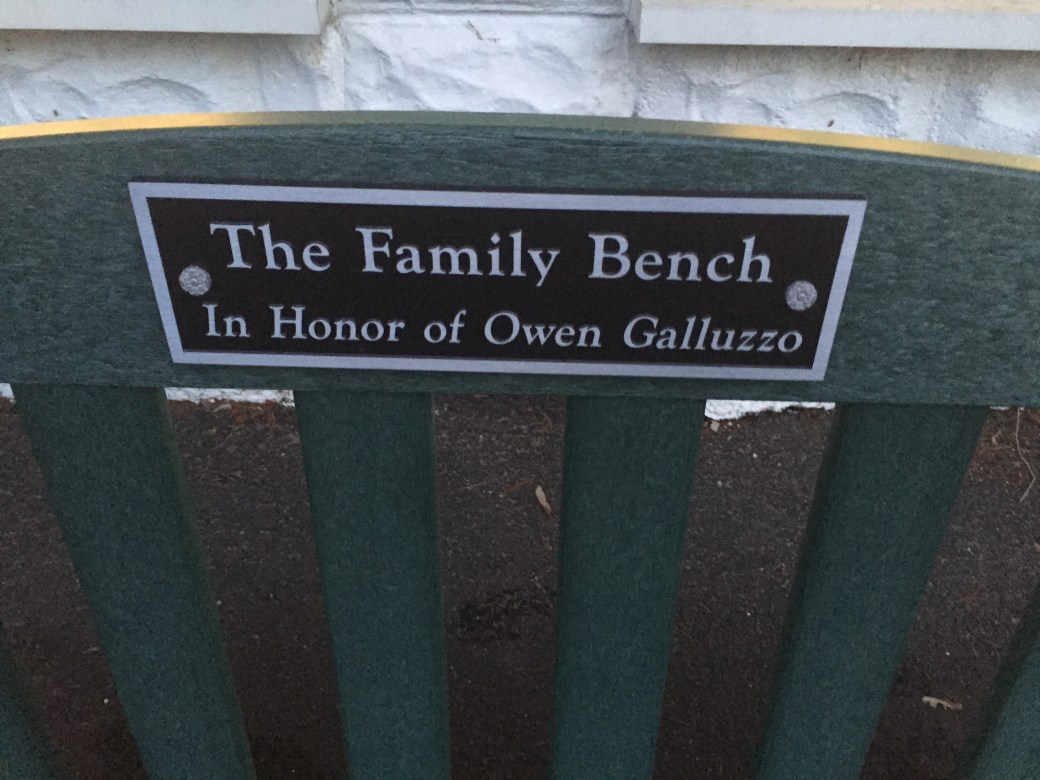 The Family Bench
In Honor of Owen Galluzzo